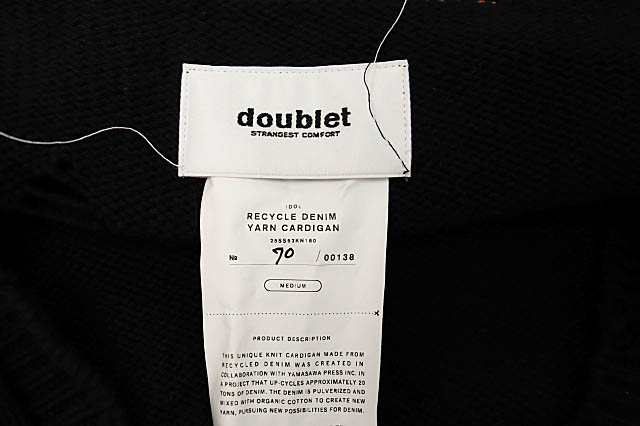 doublet
STRANGEST COMFORT
IDOL
RECYCLE DENIM
YARN CARDIGAN
25SS53KN160
№ 70 / 00138
MEDIUM
PRODUCT DESCRIPTION
THIS UNIQUE KNIT CARDIGAN MADE FROM
RECYCLED DENIM WAS CREATED IN
COLLABORATION WITH YAMASAWA PRESS INC. IN
A PROJECT THAT UP-CYCLES APPROXIMATELY 20
TONS OF DENIM. THE DENIM IS PULVERIZED AND
MIXED WITH ORGANIC COTTON TO CREATE NEW
YARN, PURSUING NEW POSSIBILITIES FOR DENIM.